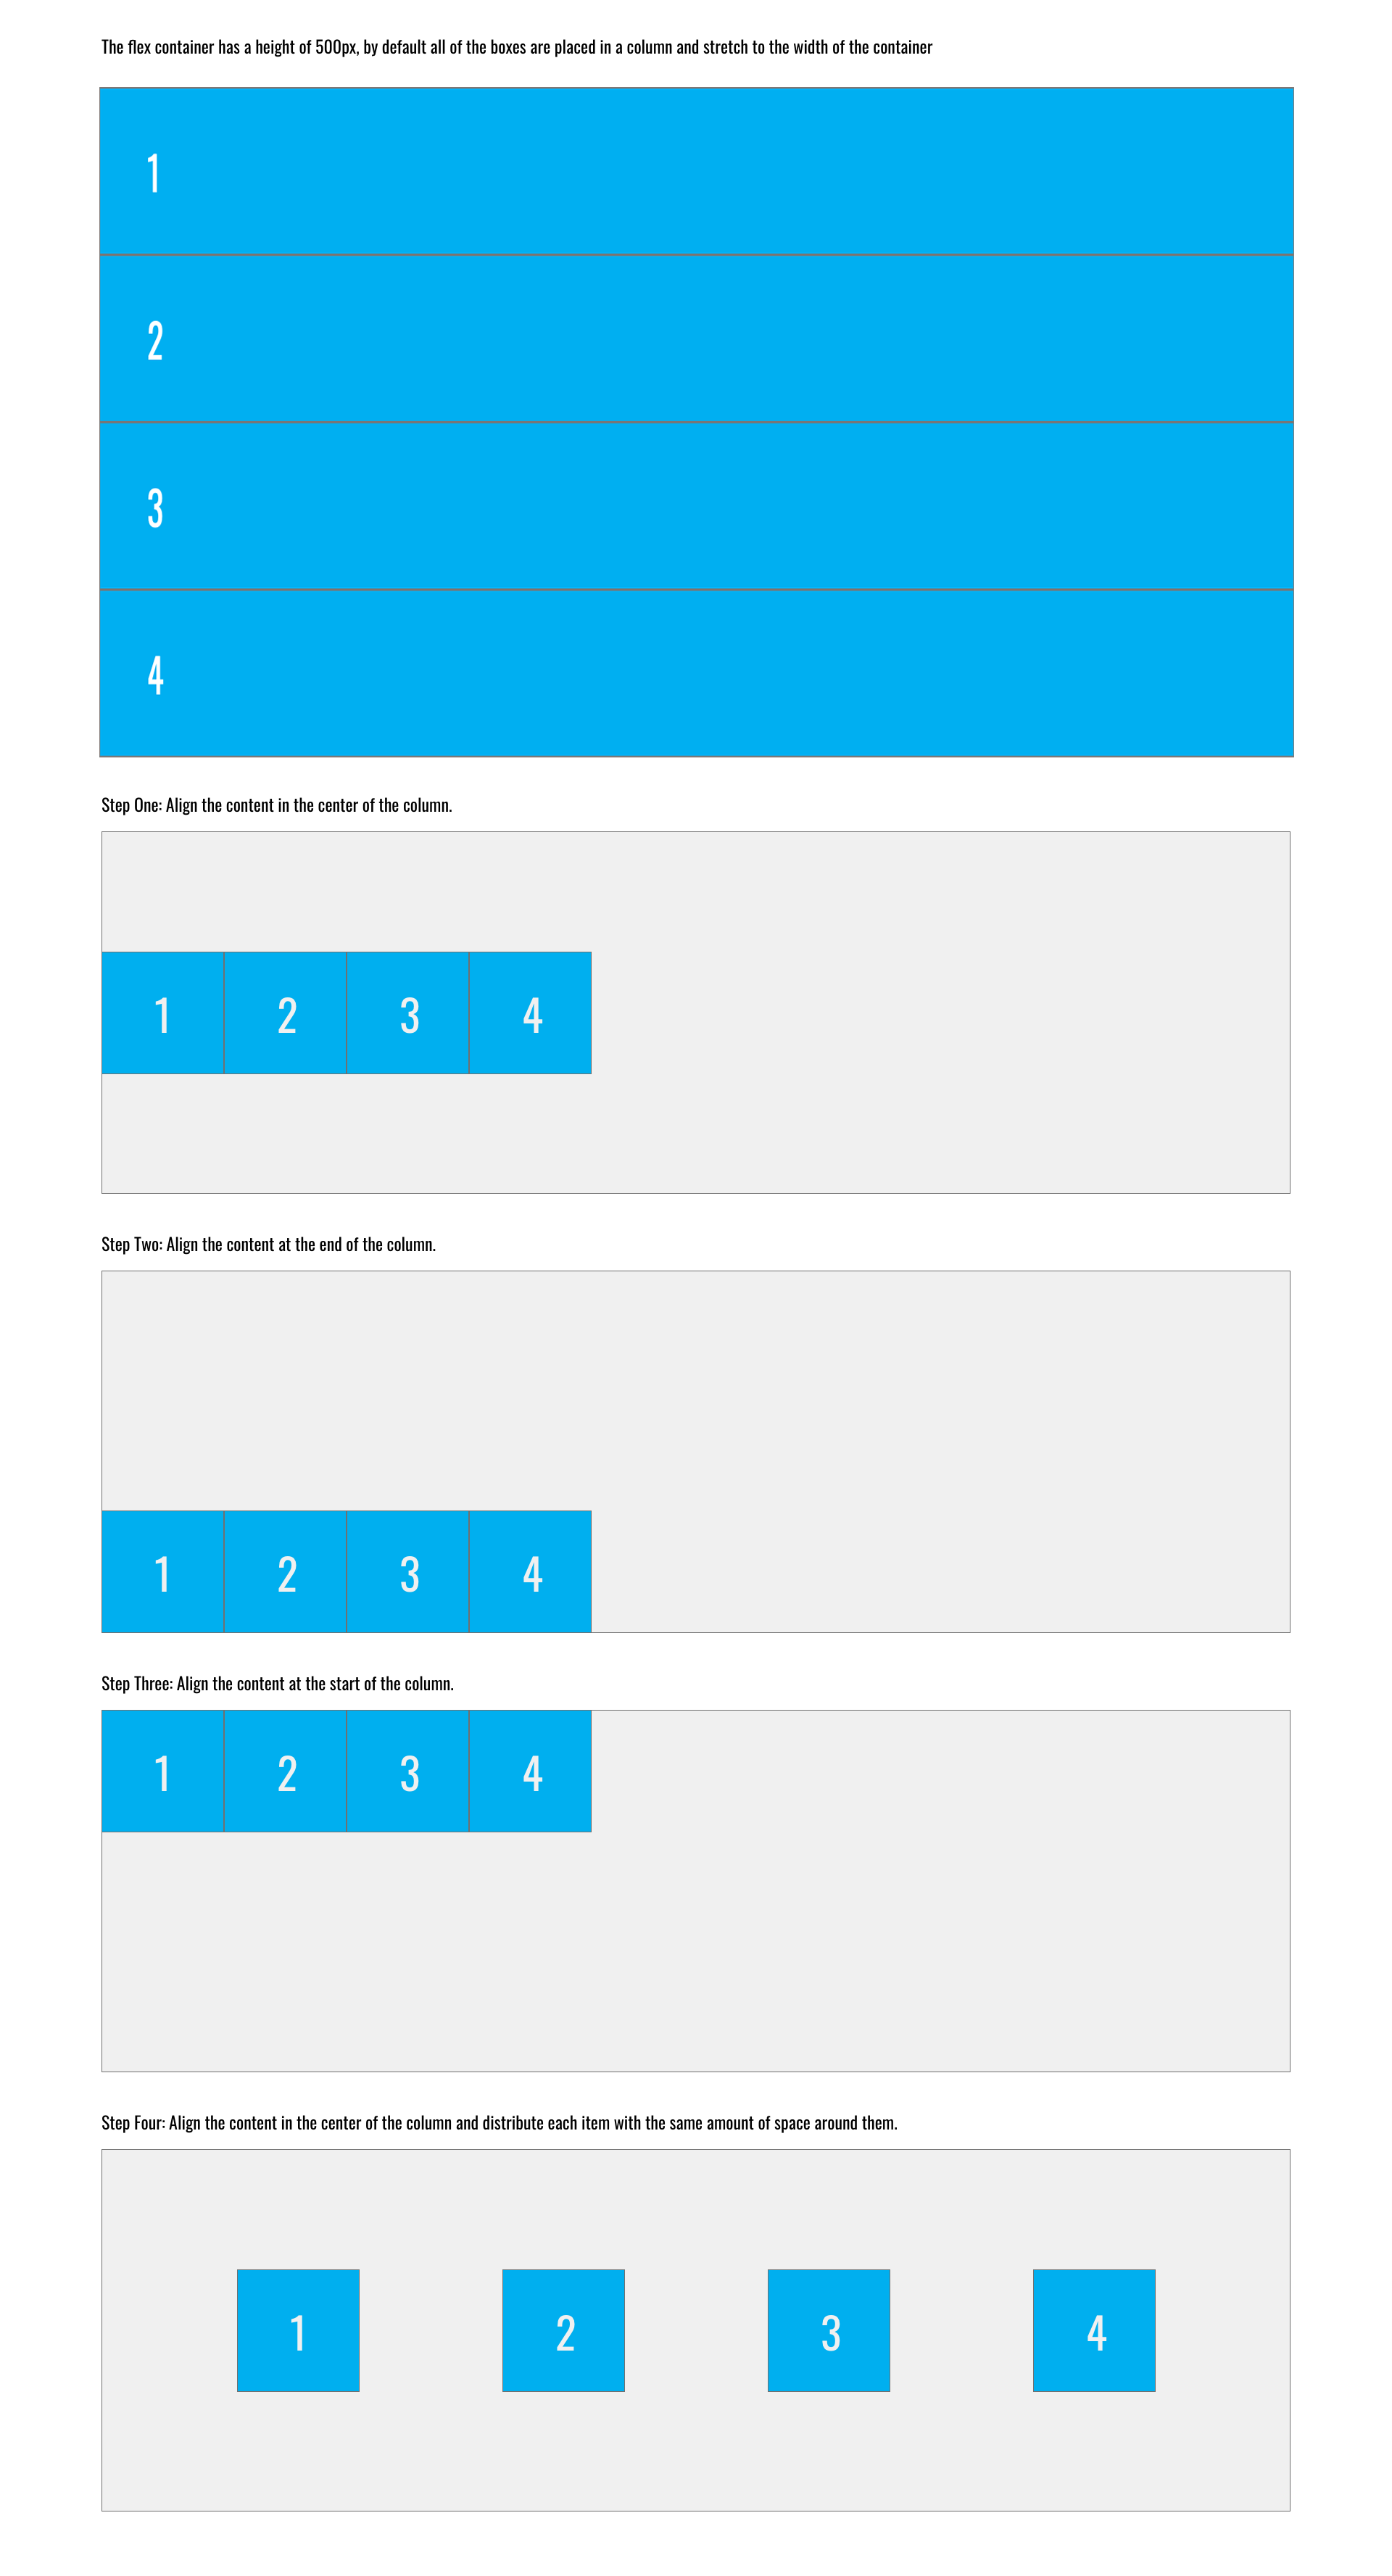 The flex container has a height of 500px, by default all of the boxes are placed in a column and stretch to the width of the container
1
2
3
4
Step One: Align the content in the center of the column.
1 2 3 4
Step Two: Align the content at the end of the column.
1 2 3 4
Step Three: Align the content at the start of the column.
1 2 3 4
Step Four: Align the content in the center of the column and distribute each item with the same amount of space around them.
1 2 3 4